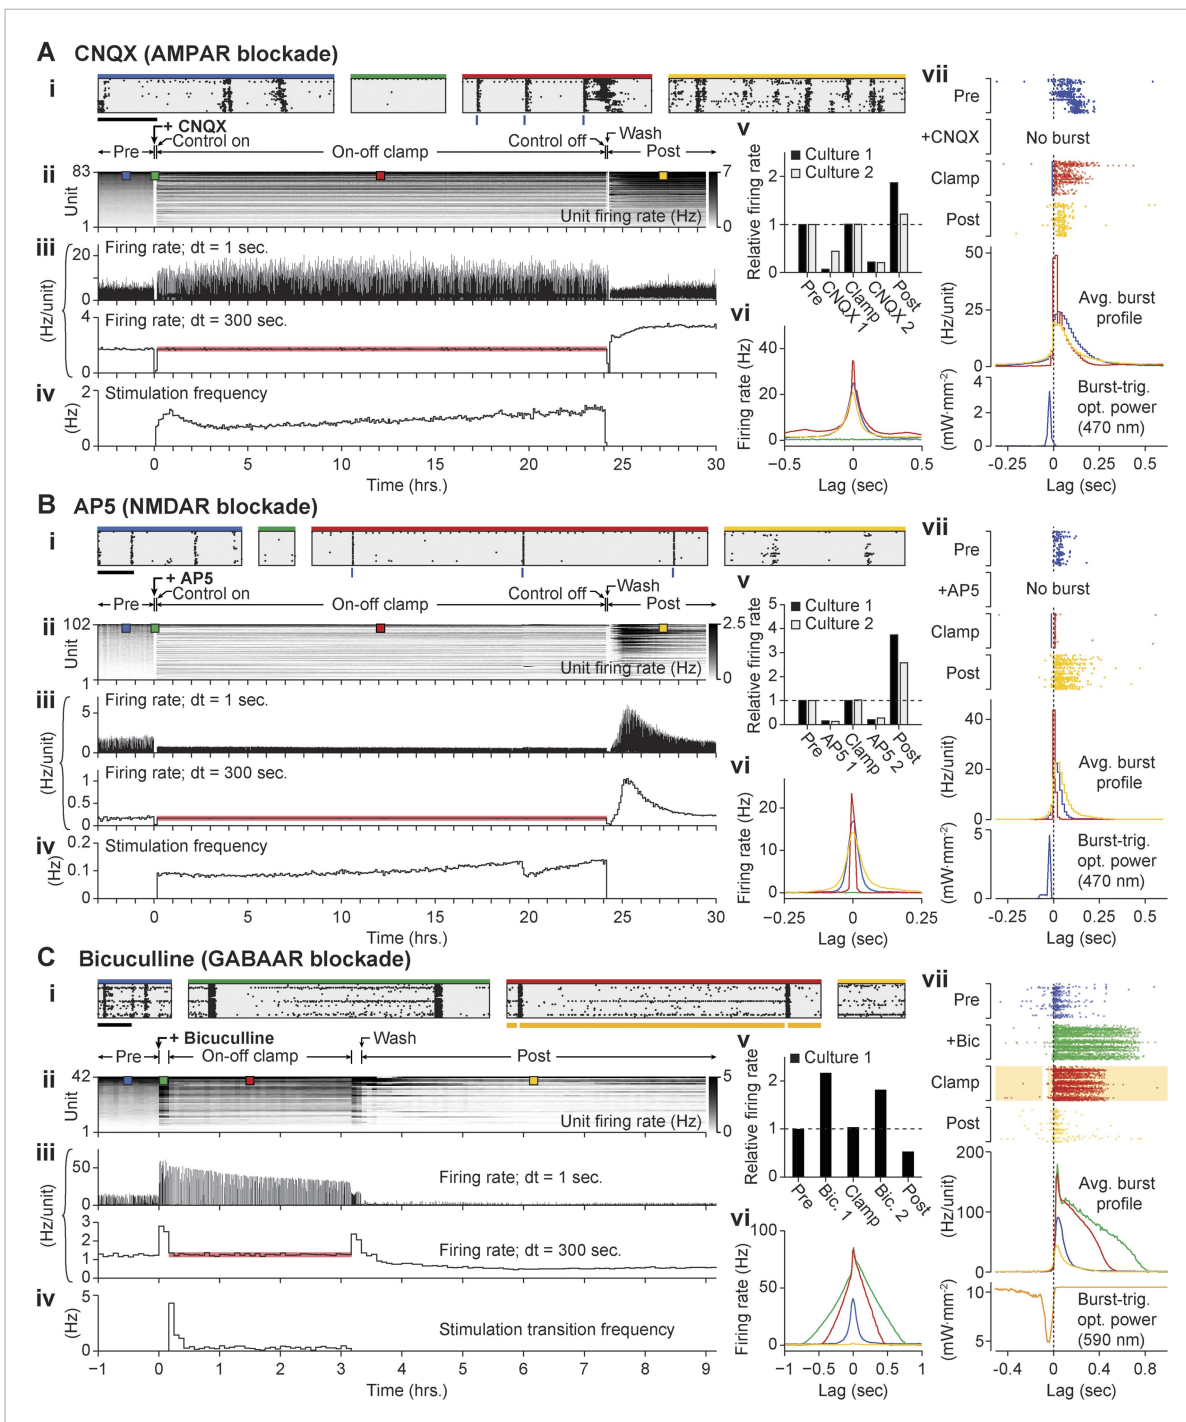 A CNQX (AMPAR blockade)
i
+ CNQX
Control on
Control off
Wash
Pre
On-off clamp
Post
ii
83
Unit
1
7
0
Unit firing rate (Hz)
iii
Firing rate; dt = 1 sec.
20
0
(Hz/unit)
Firing rate; dt = 300 sec.
4
0
iv
Stimulation frequency
2
(Hz)
0
0 5 10 15 20 25 30
Time (hrs.)
v
Culture 1
Culture 2
Relative firing rate
2
1
0
Pre
CNQX 1
Clamp
CNQX 2
Post
vi
Firing rate (Hz)
40
20
0
−0.5 0 0.5
Lag (sec)
vii
Pre
+CNQX
No burst
Clamp
Post
50
25
0
(Hz/unit)
Avg. burst
profile
4
2
0
(mW·mm-2)
Burst-trig.
opt. power
(470 nm)
-0.25 0 0.25 0.5
Lag (sec)
B AP5 (NMDAR blockade)
i
+ AP5
Control on
Control off
Wash
Pre
On-off clamp
Post
ii
102
Unit
1
2.5
0
Unit firing rate (Hz)
iii
Firing rate; dt = 1 sec.
5
0
(Hz/unit)
Firing rate; dt = 300 sec.
1
0.5
0
iv
Stimulation frequency
0.2
0.1
0
(Hz)
0 5 10 15 20 25 30
Time (hrs.)
v
Culture 1
Culture 2
Relative firing rate
5
4
3
2
1
0
Pre
AP5 1
Clamp
AP5 2
Post
vi
Firing rate (Hz)
20
10
0
−0.25 0 0.25
Lag (sec)
vii
Pre
+AP5
No burst
Clamp
Post
40
20
0
(Hz/unit)
Avg. burst
profile
5
0
(mW·mm-2)
Burst-trig.
opt. power
(470 nm)
-0.25 0 0.25 0.5
Lag (sec)
C Bicuculline (GABAAR blockade)
i
+ Bicuculline
Wash
Pre
On-off clamp
Post
ii
42
Unit
1
5
0
Unit firing rate (Hz)
iii
50
0
Firing rate; dt = 1 sec.
(Hz/unit)
3
2
1
0
Firing rate; dt = 300 sec.
iv
5
(Hz)
0
Stimulation transition frequency
−1 0 1 2 3 4 5 6 7 8 9
Time (hrs.)
v
Culture 1
Relative firing rate
2
1
0
Pre
Bic. 1
Clamp
Bic. 2
Post
vi
Firing rate (Hz)
100
50
0
−1 −0.5 0 0.5 1
Lag (sec)
vii
Pre
+Bic
Clamp
Post
200
100
0
(Hz/unit)
Avg. burst
profile
10
5
(mW·mm-2)
Burst-trig.
opt. power
(590 nm)
-0.4 0 0.4 0.8
Lag (sec)